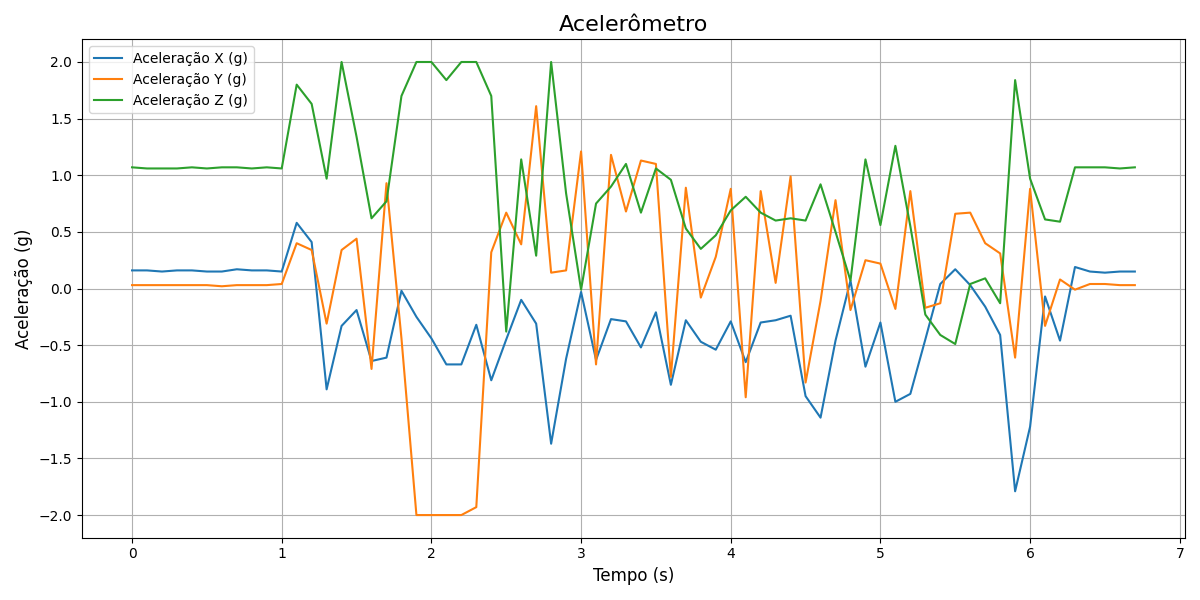 Acelerômetro
Aceleração X (g)
Aceleração Y (g)
Aceleração Z (g)
Aceleração (g)
2.0
1.5
1.0
0.5
0.0
−0.5
−1.0
−1.5
−2.0
0 1 2 3 4 5 6 7
Tempo (s)